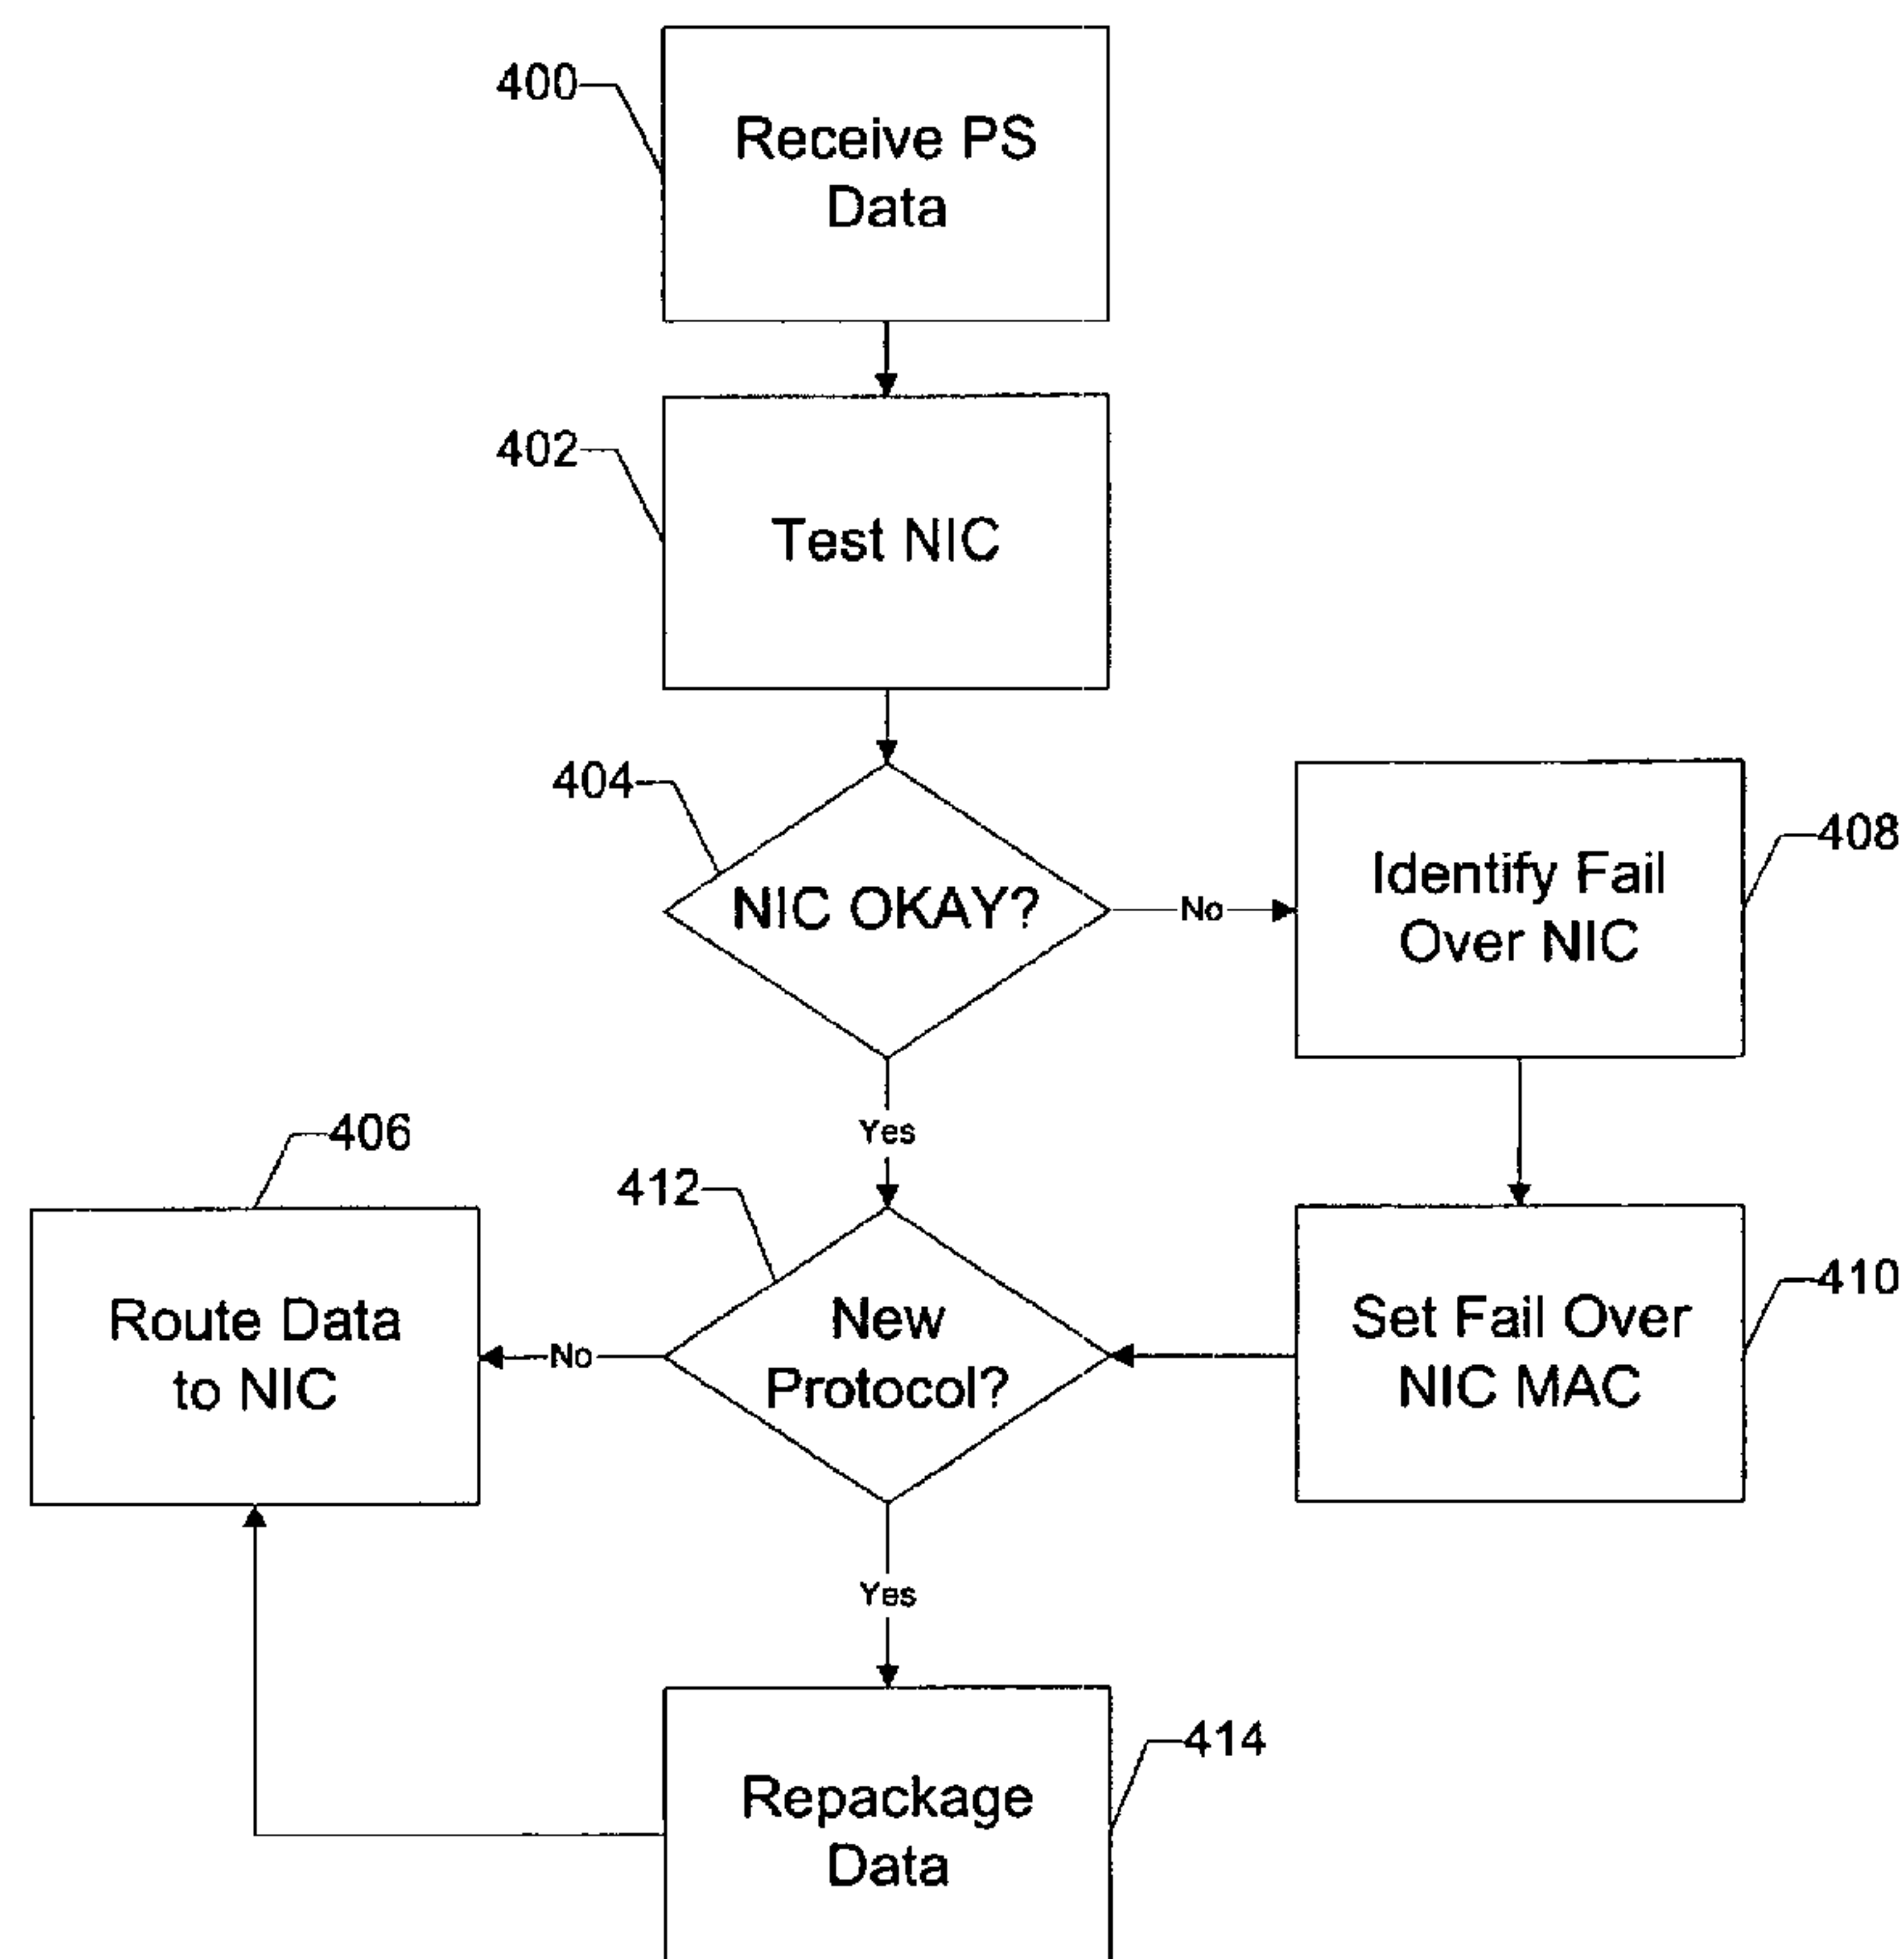 400
Receive PS
Data
402
Test NIC
404
NIC OKAY?
No
Identify Fail
Over NIC
408
Yes
406
412
Route Data
to NIC
No
New
Protocol?
Set Fail Over
NIC MAC
410
Yes
Repackage
Data
414